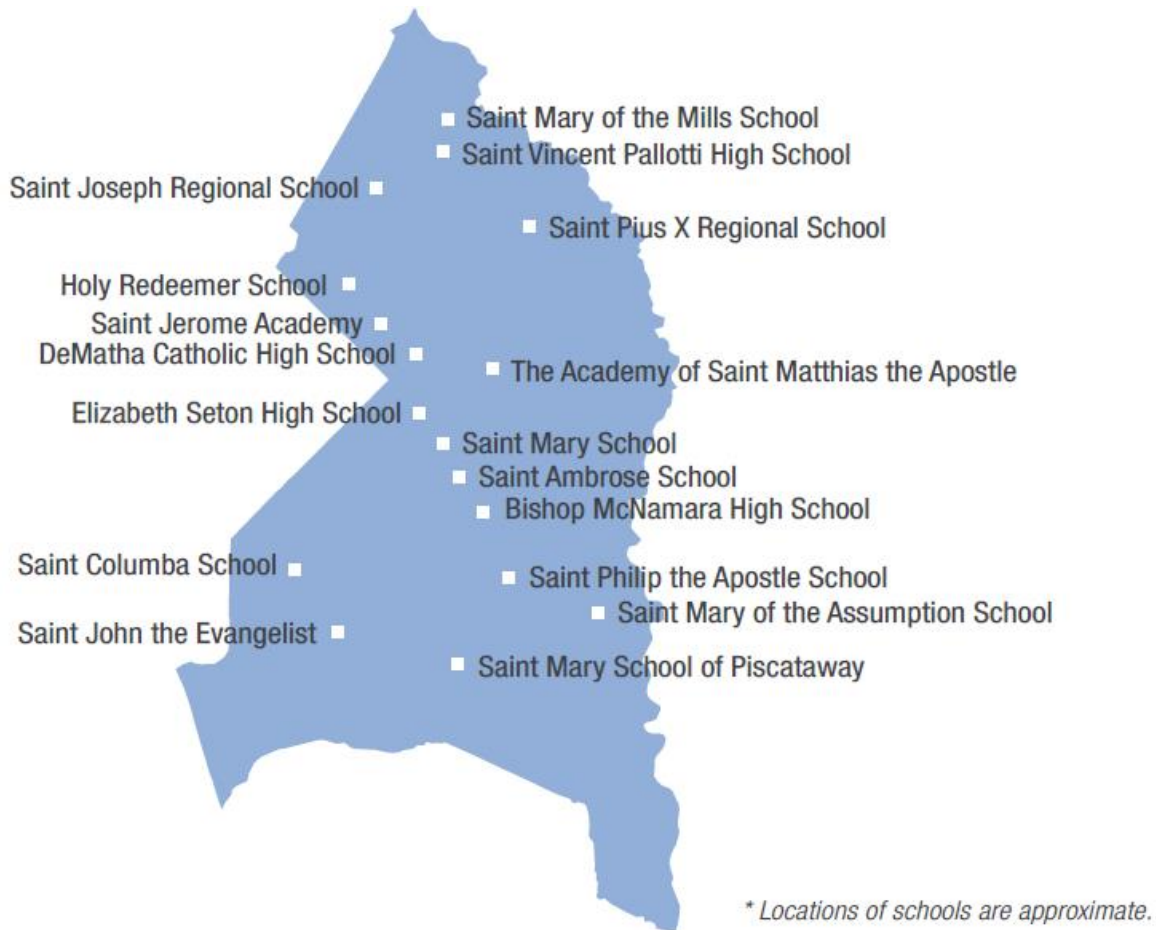 Saint Mary of the Mills School
Saint Vincent Pallotti High School
Saint Joseph Regional School
Saint Pius X Regional School
Holy Redeemer School
Saint Jerome Academy
DeMatha Catholic High School
The Academy of Saint Matthias the Apostle
Elizabeth Seton High School
Saint Mary School
Saint Ambrose School
Bishop McNamara High School
Saint Columba School
Saint Philip the Apostle School
Saint Mary of the Assumption School
Saint John the Evangelist
Saint Mary School of Piscataway
* Locations of schools are approximate.